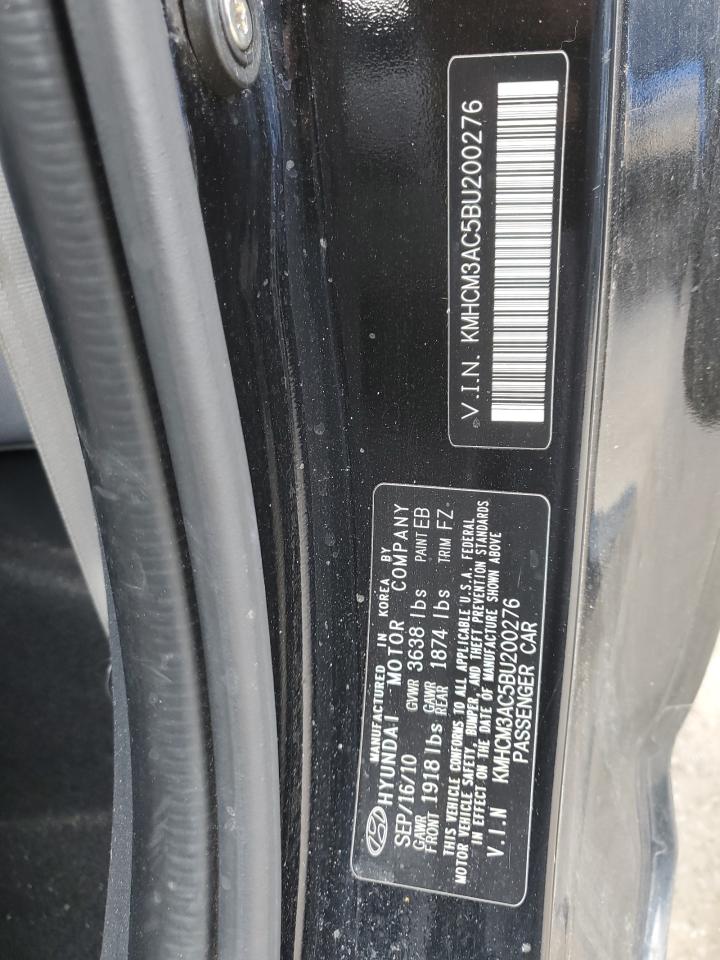 V.I.N. KMHCM3AC5BU200276
MANUFACTURED IN KOREA BY
HYUNDAI MOTOR COMPANY
SEP/16/10 GVWR 3638 lbs PAINT EB
GAWR FRONT 1918 lbs GAWR REAR 1874 lbs TRIM FZ
THIS VEHICLE CONFORMS TO ALL APPLICABLE U.S.A. FEDERAL
MOTOR VEHICLE SAFETY, BUMPER, AND THEFT PREVENTION STANDARDS
IN EFFECT ON THE DATE OF MANUFACTURE SHOWN ABOVE
V.I.N KMHCM3AC5BU200276
PASSENGER CAR